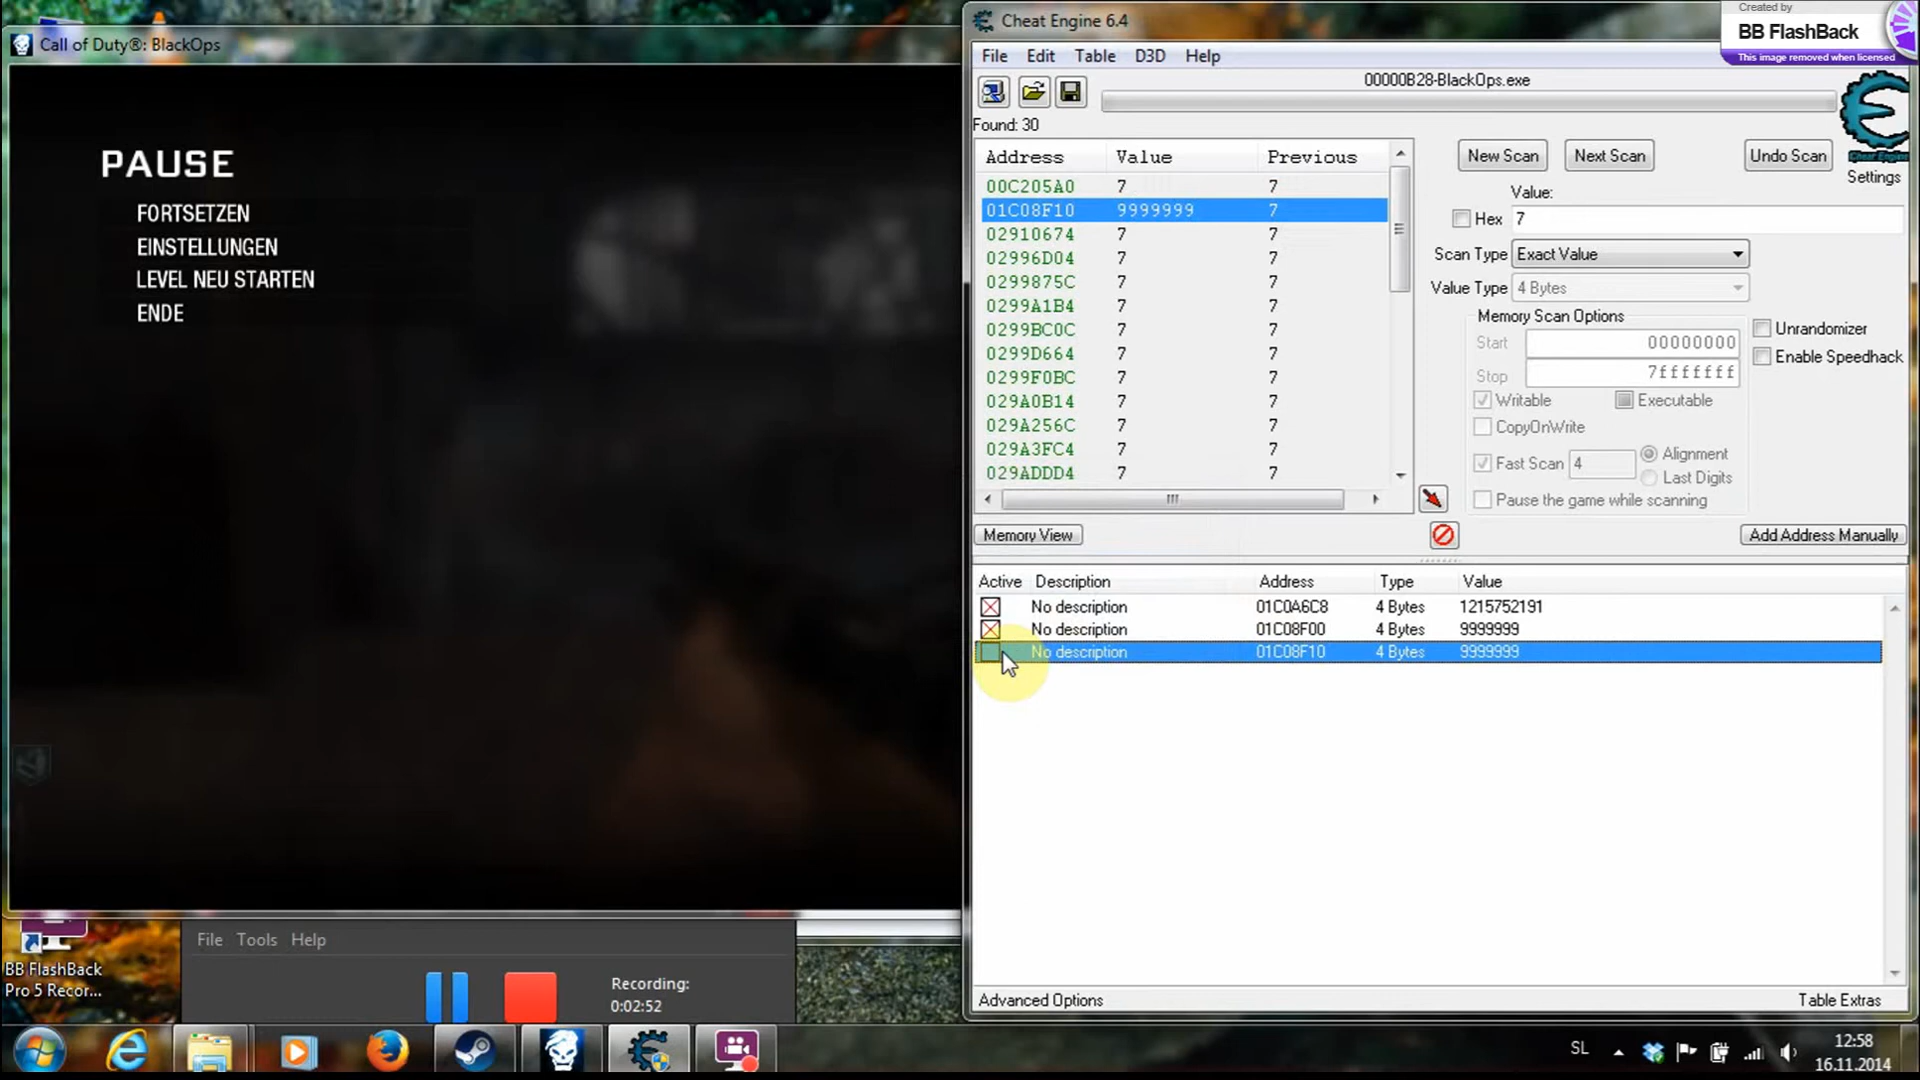 Call of Duty®: BlackOps
PAUSE
FORTSETZEN
EINSTELLUNGEN
LEVEL NEU STARTEN
ENDE
Cheat Engine 6.4
Created by
BB FlashBack
This image removed when licensed
File Edit Table D3D Help
00000B28-BlackOps.exe
Found: 30
Address Value Previous
00C205A0 7 7
01C08F10 9999999 7
02910674 7 7
02996D04 7 7
0299875C 7 7
0299A1B4 7 7
0299BC0C 7 7
0299D664 7 7
0299F0BC 7 7
029A0B14 7 7
029A256C 7 7
029A3FC4 7 7
029ADDD4 7 7
New Scan Next Scan Undo Scan
Cheat Engine
Settings
Value:
Hex 7
Scan Type Exact Value
Value Type 4 Bytes
Memory Scan Options
Start 00000000
Stop 7fffffff
Writable Executable
CopyOnWrite
Fast Scan 4 Alignment
Last Digits
Pause the game while scanning
Unrandomizer
Enable Speedhack
Memory View
Add Address Manually
Active Description Address Type Value
No description 01C0A6C8 4 Bytes 1215752191
No description 01C08F00 4 Bytes 9999999
No description 01C08F10 4 Bytes 9999999
Advanced Options Table Extras
BB FlashBack
Pro 5 Recor...
File Tools Help
Recording:
0:02:52
SL
12:58
16.11.2014